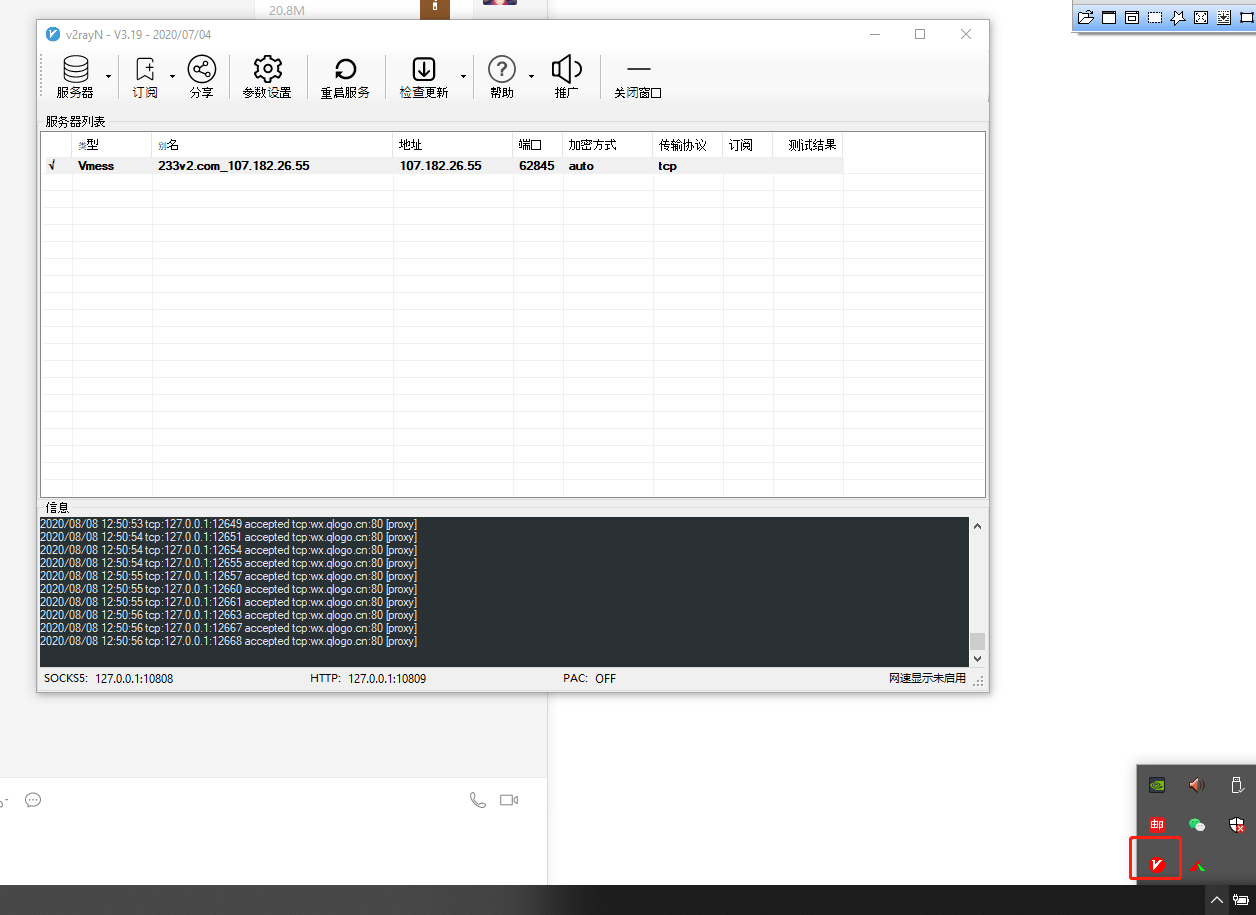 20.8M
v2rayN - V3.19 - 2020/07/04
服务器 订阅 分享 参数设置 重启服务 检查更新 帮助 推广 关闭窗口
服务器列表
类型 别名 地址 端口 加密方式 传输协议 订阅 测试结果
√ Vmess 233v2.com_107.182.26.55 107.182.26.55 62845 auto tcp
信息
2020/08/08 12:50:53 tcp:127.0.0.1:12649 accepted tcp:wx.qlogo.cn:80 [proxy]
2020/08/08 12:50:54 tcp:127.0.0.1:12651 accepted tcp:wx.qlogo.cn:80 [proxy]
2020/08/08 12:50:54 tcp:127.0.0.1:12654 accepted tcp:wx.qlogo.cn:80 [proxy]
2020/08/08 12:50:54 tcp:127.0.0.1:12655 accepted tcp:wx.qlogo.cn:80 [proxy]
2020/08/08 12:50:55 tcp:127.0.0.1:12657 accepted tcp:wx.qlogo.cn:80 [proxy]
2020/08/08 12:50:55 tcp:127.0.0.1:12660 accepted tcp:wx.qlogo.cn:80 [proxy]
2020/08/08 12:50:55 tcp:127.0.0.1:12661 accepted tcp:wx.qlogo.cn:80 [proxy]
2020/08/08 12:50:56 tcp:127.0.0.1:12663 accepted tcp:wx.qlogo.cn:80 [proxy]
2020/08/08 12:50:56 tcp:127.0.0.1:12667 accepted tcp:wx.qlogo.cn:80 [proxy]
2020/08/08 12:50:56 tcp:127.0.0.1:12668 accepted tcp:wx.qlogo.cn:80 [proxy]
SOCKS5: 127.0.0.1:10808 HTTP: 127.0.0.1:10809 PAC: OFF 网速显示未启用
邮